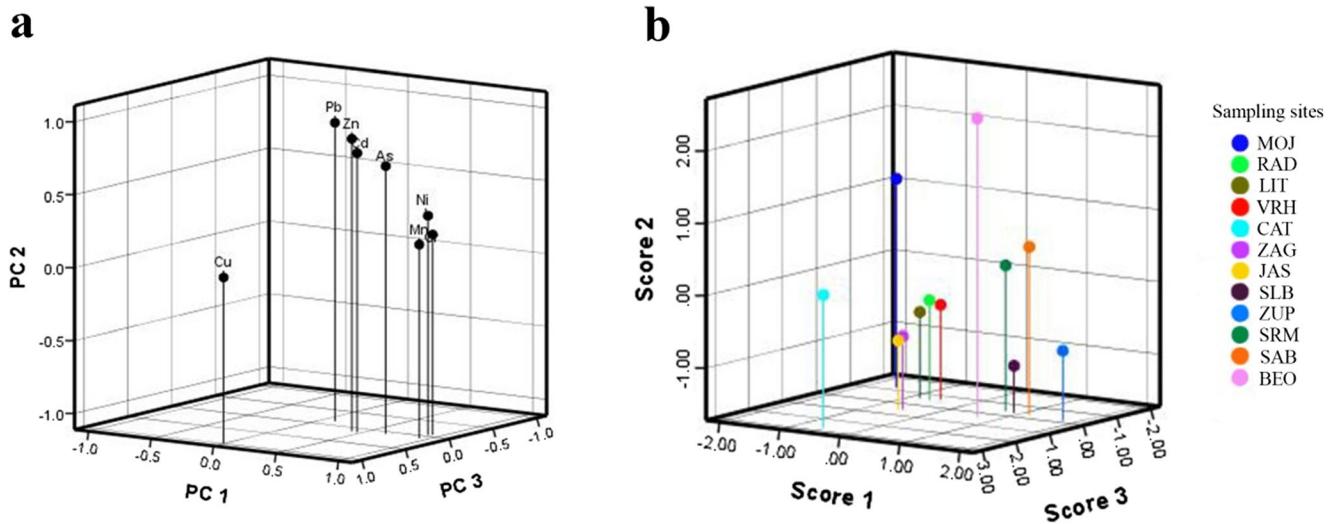 a
1.0
0.5
0.0
-0.5
-1.0
PC 2
Pb
Zn
As
Ni
Mn
Cu
-1.0
-0.5
0.0
0.5
1.0
PC 1
1.0
0.5
0.0
-0.5
-1.0
PC 3
b
2.00
1.00
.00
-1.00
Score 2
-2.00
-1.00
.00
1.00
2.00
Score 1
3.00
2.00
1.00
.00
-1.00
-2.00
Score 3
Sampling sites
MOJ
RAD
LIT
VRH
CAT
ZAG
JAS
SLB
ZUP
SRM
SAB
BEO